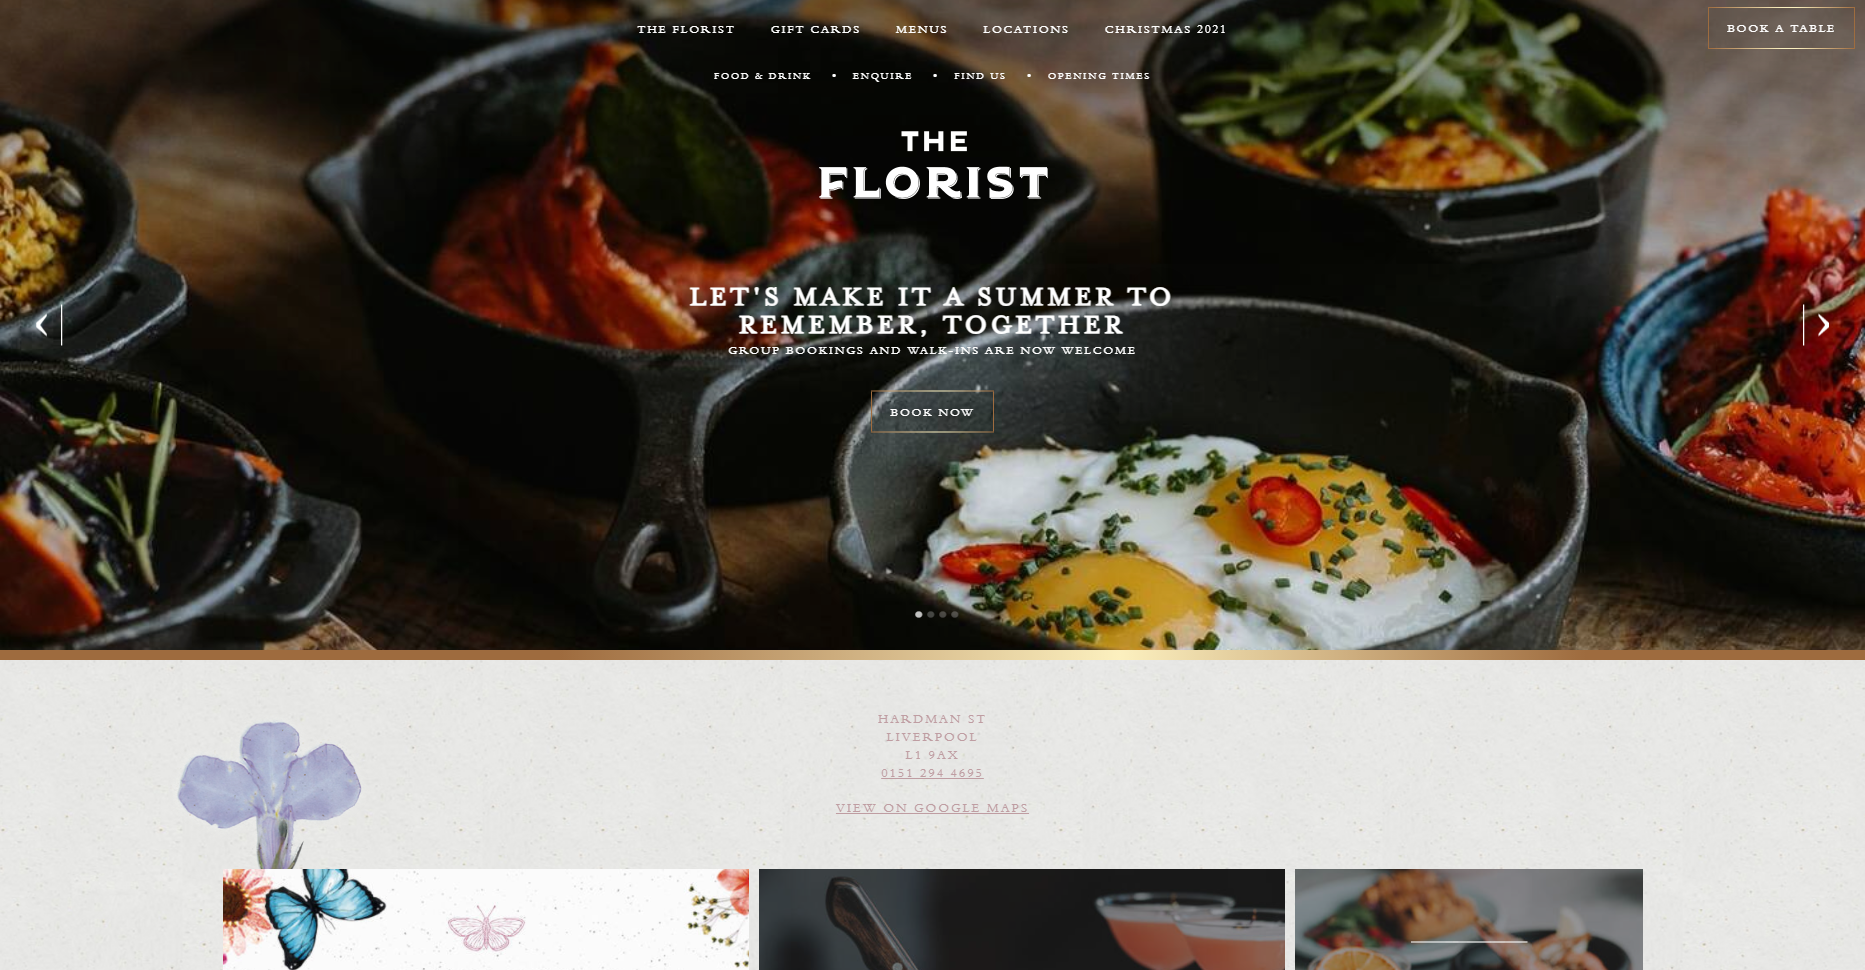 THE FLORIST GIFT CARDS MENUS LOCATIONS CHRISTMAS 2021 BOOK A TABLE
FOOD & DRINK • ENQUIRE • FIND US • OPENING TIMES
THE
FLORIST
LET'S MAKE IT A SUMMER TO
REMEMBER, TOGETHER
GROUP BOOKINGS AND WALK-INS ARE NOW WELCOME
BOOK NOW
HARDMAN ST
LIVERPOOL
L1 9AX
0151 294 4695
VIEW ON GOOGLE MAPS